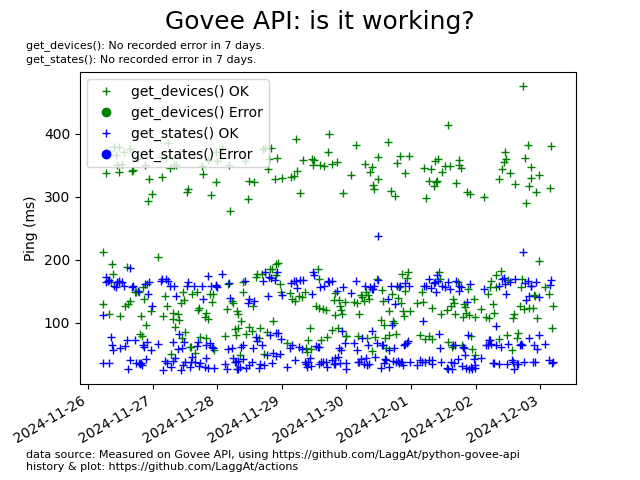 Govee API: is it working?
get_devices(): No recorded error in 7 days.
get_states(): No recorded error in 7 days.
get_devices() OK
get_devices() Error
get_states() OK
get_states() Error
Ping (ms)
400
300
200
100
2024-11-26
2024-11-27
2024-11-28
2024-11-29
2024-11-30
2024-12-01
2024-12-02
2024-12-03
data source: Measured on Govee API, using https://github.com/LaggAt/python-govee-api
history & plot: https://github.com/LaggAt/actions